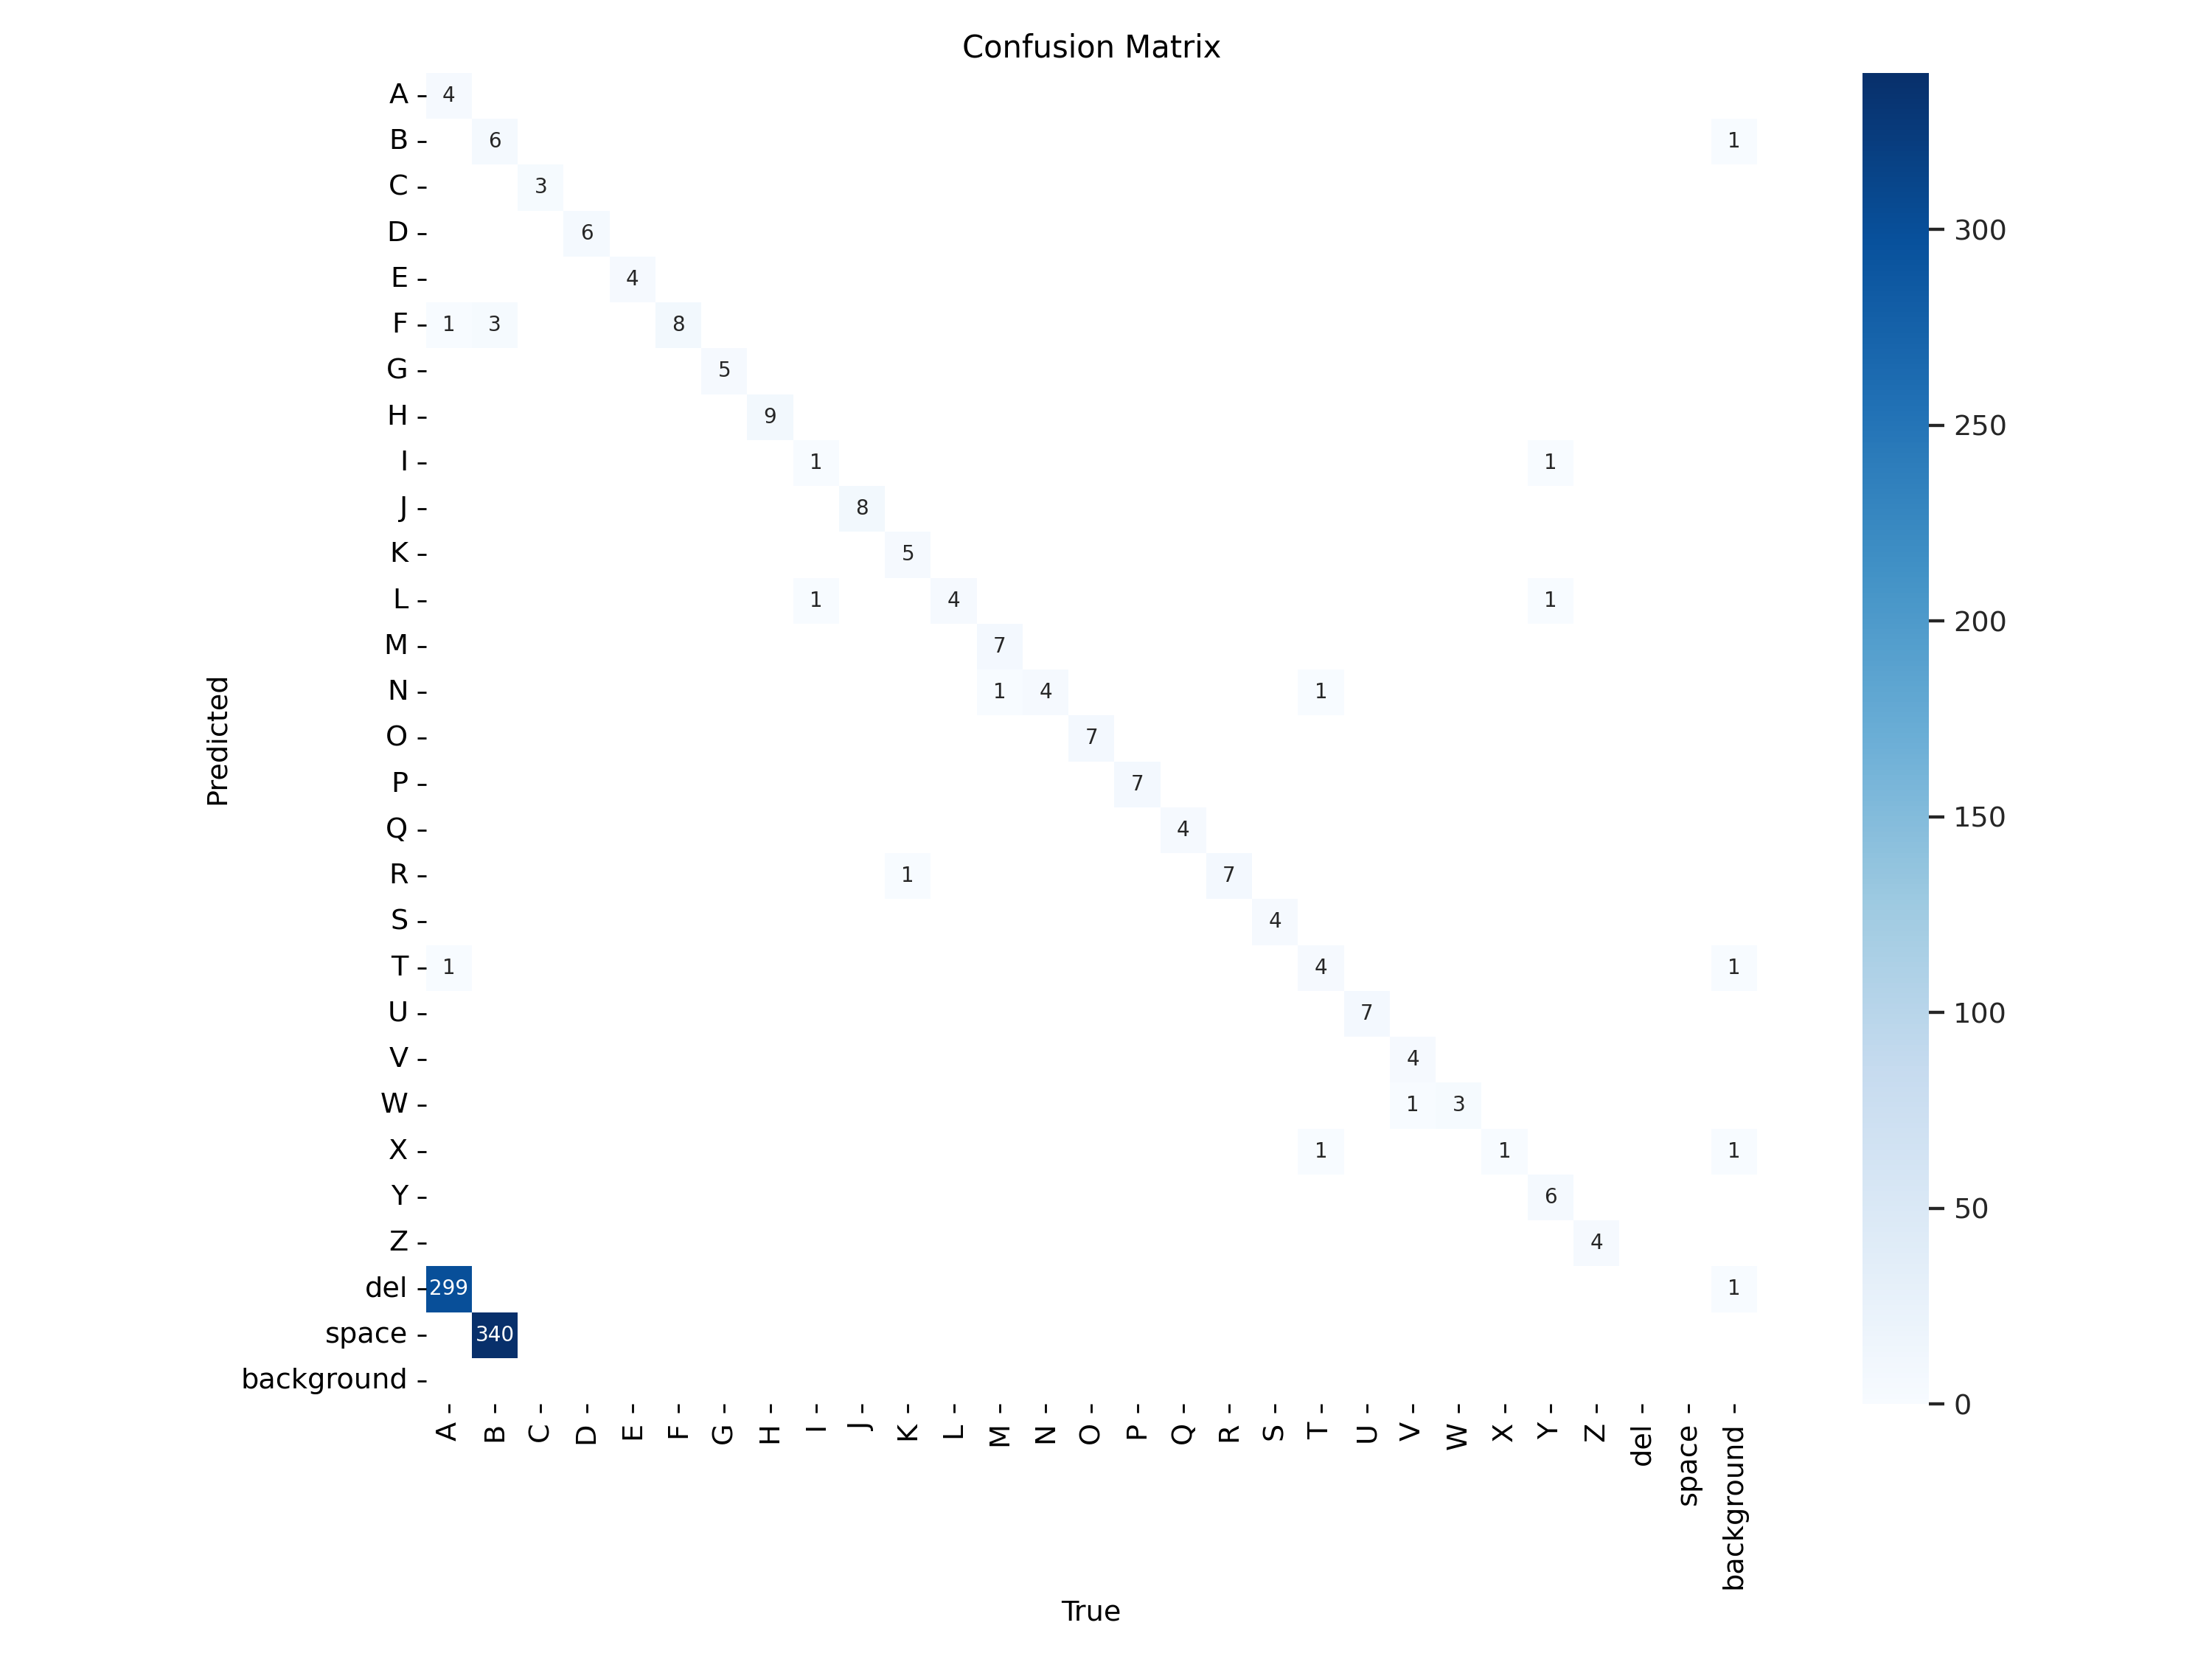 Confusion Matrix
A 4
B 6 1
C 3
D 6
E 4
F 1 3 8
G 5
H 9
I 1 1
J 8
K 5
L 1 4 1
M 7
N 1 4 1
O 7
P 7
Q 4
R 1 7
S 4
T 1 4 1
U 7
V 4
W 1 3
X 1 1 1
Y 6
Z 4
del 299 1
space 340
background
Predicted
A B C D E F G H I J K L M N O P Q R S T U V W X Y Z del space background
True
300
250
200
150
100
50
0